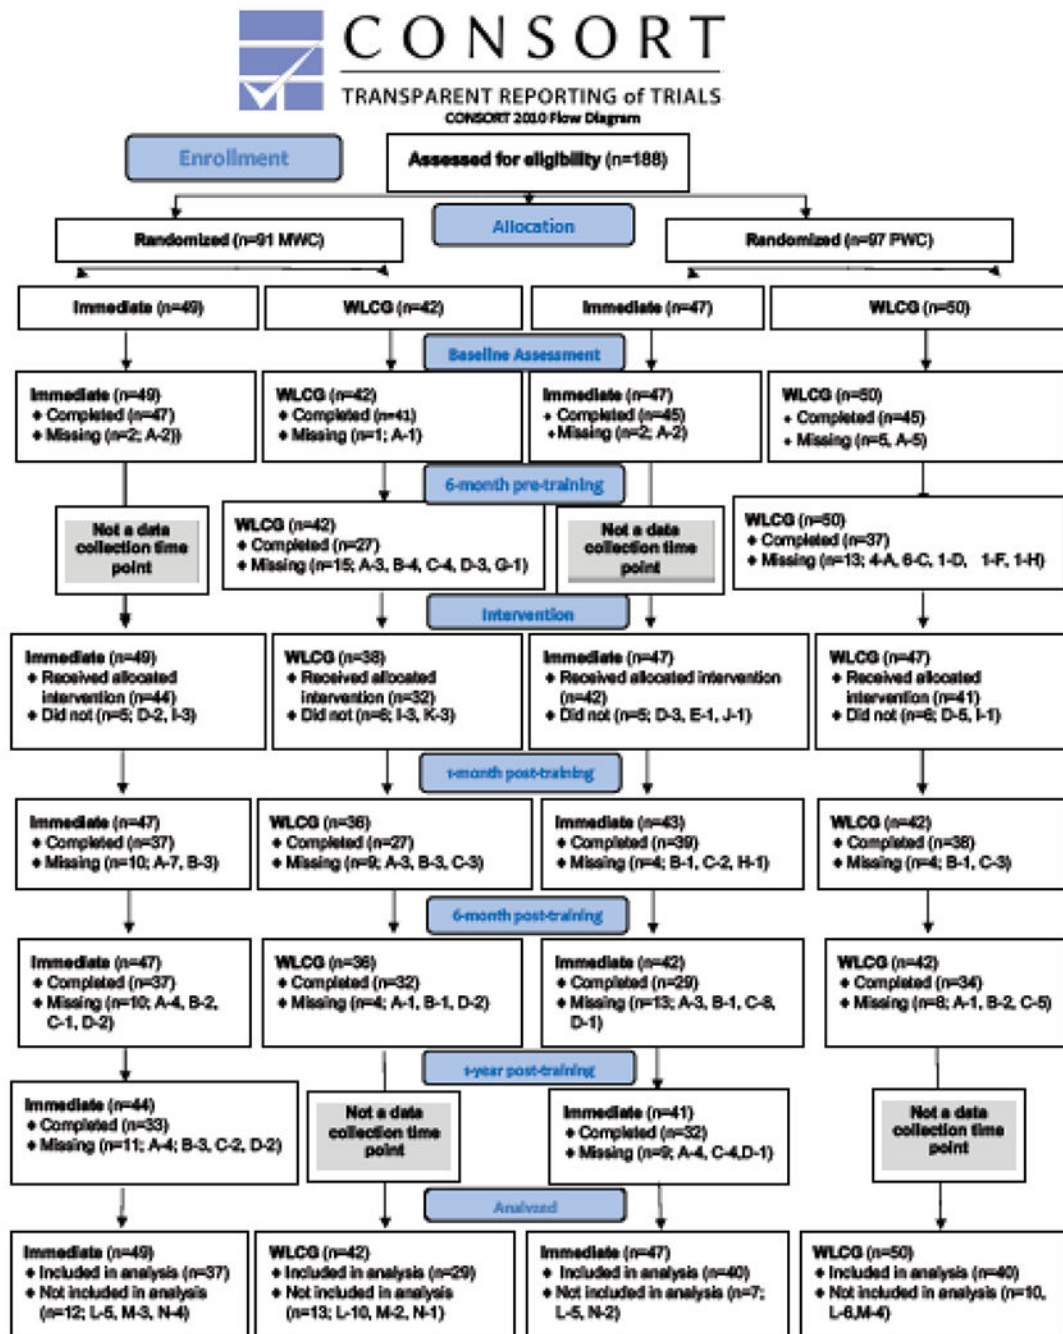 CONSORT
TRANSPARENT REPORTING of TRIALS
CONSORT 2010 Flow Diagram
Enrollment
Assessed for eligibility (n=188)
Allocation
Randomized (n=91 MWC)
Randomized (n=97 PWC)
Immediate (n=49)
WLCG (n=42)
Immediate (n=47)
WLCG (n=50)
Baseline Assessment
Immediate (n=49)
♦ Completed (n=47)
♦ Missing (n=2; A-2))
WLCG (n=42)
♦ Completed (n=41)
♦ Missing (n=1; A-1)
Immediate (n=47)
♦ Completed (n=45)
♦ Missing (n=2; A-2)
WLCG (n=50)
♦ Completed (n=45)
♦ Missing (n=5, A-5)
6-month pre-training
Not a data
collection time
point
WLCG (n=42)
♦ Completed (n=27)
♦ Missing (n=15; A-3, B-4, C-4, D-3, G-1)
Not a data
collection time
point
WLCG (n=50)
♦ Completed (n=37)
♦ Missing (n=13; 4-A, 6-C, 1-D, 1-F, 1-H)
Intervention
Immediate (n=49)
♦ Received allocated
intervention (n=44)
♦ Did not (n=5; D-2, I-3)
WLCG (n=38)
♦ Received allocated
intervention (n=32)
♦ Did not (n=6; I-3, K-3)
Immediate (n=47)
♦ Received allocated intervention
(n=42)
♦ Did not (n=5; D-3, E-1, J-1)
WLCG (n=47)
♦ Received allocated
intervention (n=41)
♦ Did not (n=6; D-5, I-1)
1-month post-training
Immediate (n=47)
♦ Completed (n=37)
♦ Missing (n=10; A-7, B-3)
WLCG (n=36)
♦ Completed (n=27)
♦ Missing (n=9; A-3, B-3, C-3)
Immediate (n=43)
♦ Completed (n=39)
♦ Missing (n=4; B-1, C-2, H-1)
WLCG (n=42)
♦ Completed (n=38)
♦ Missing (n=4; B-1, C-3)
6-month post-training
Immediate (n=47)
♦ Completed (n=37)
♦ Missing (n=10; A-4, B-2,
C-1, D-2)
WLCG (n=36)
♦ Completed (n=32)
♦ Missing (n=4; A-1, B-1, D-2)
Immediate (n=42)
♦ Completed (n=29)
♦ Missing (n=13; A-3, B-1, C-8,
D-1)
WLCG (n=42)
♦ Completed (n=34)
♦ Missing (n=8; A-1, B-2, C-5)
1-year post-training
Immediate (n=44)
♦ Completed (n=33)
♦ Missing (n=11; A-4; B-3, C-2, D-2)
Not a data
collection time
point
Immediate (n=41)
♦ Completed (n=32)
♦ Missing (n=9; A-4, C-4,D-1)
Not a data
collection time
point
Analyzed
Immediate (n=49)
♦ Included in analysis (n=37)
♦ Not included in analysis
(n=12; L-5, M-3, N-4)
WLCG (n=42)
♦ Included in analysis (n=29)
♦ Not included in analysis
(n=13; L-10, M-2, N-1)
Immediate (n=47)
♦ Included in analysis (n=40)
♦ Not included in analysis (n=7;
L-5, N-2)
WLCG (n=50)
♦ Included in analysis (n=40)
♦ Not included in analysis (n=10,
L-6,M-4)